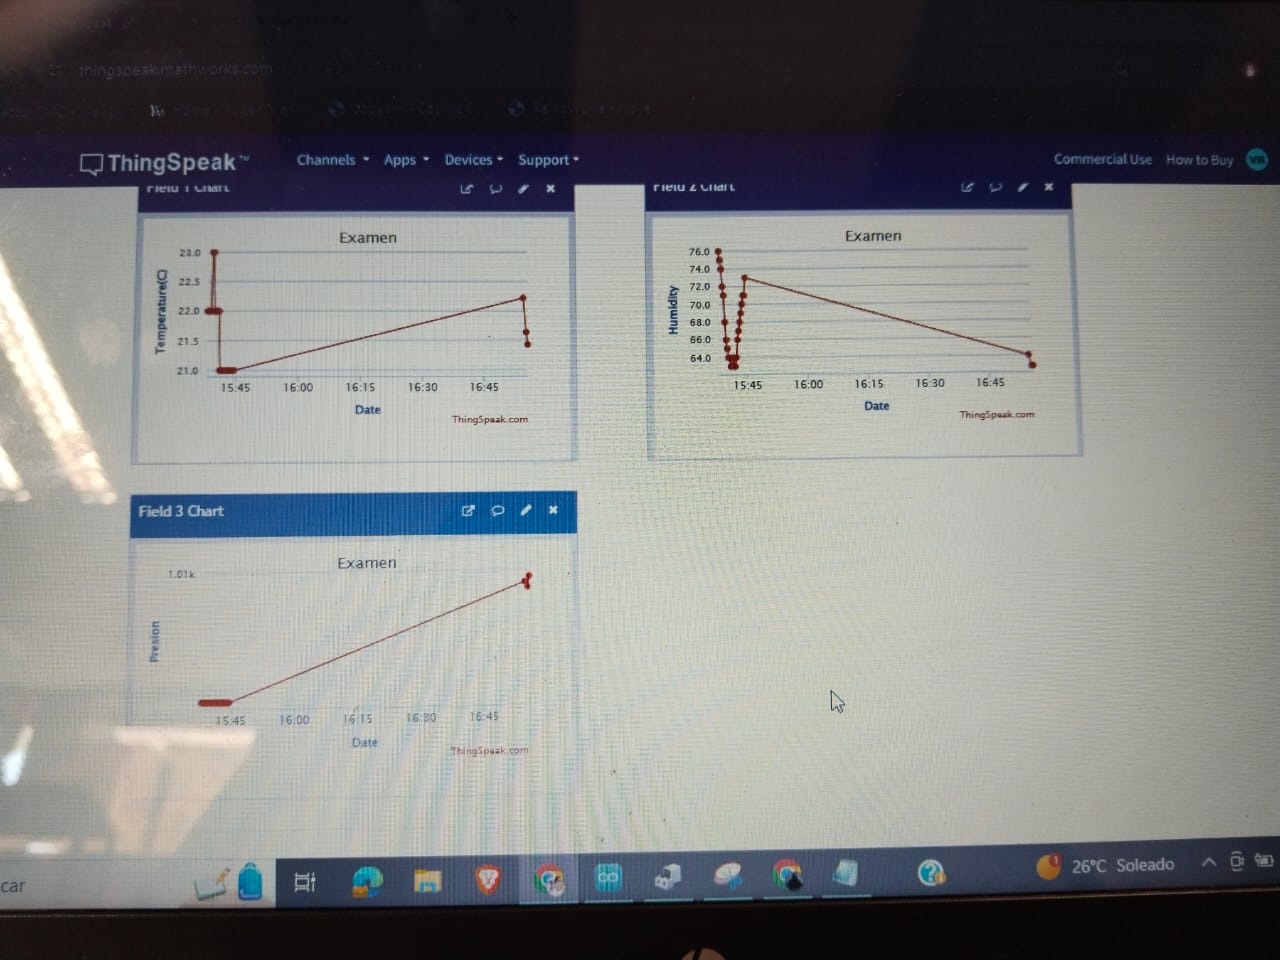 thingspeak.mathworks.com
ThingSpeak™ Channels Apps Devices Support Commercial Use How to Buy VR
Field 1 Chart
Examen
Temperature(C)
23.0
22.5
22.0
21.5
21.0
15:45 16:00 16:15 16:30 16:45
Date
ThingSpeak.com
Field 2 Chart
Examen
Humidity
76.0
74.0
72.0
70.0
68.0
66.0
64.0
15:45 16:00 16:15 16:30 16:45
Date
ThingSpeak.com
Field 3 Chart
Examen
Presion
1.01k
15:45 16:00 16:15 16:30 16:45
Date
ThingSpeak.com
car
1
26°C Soleado